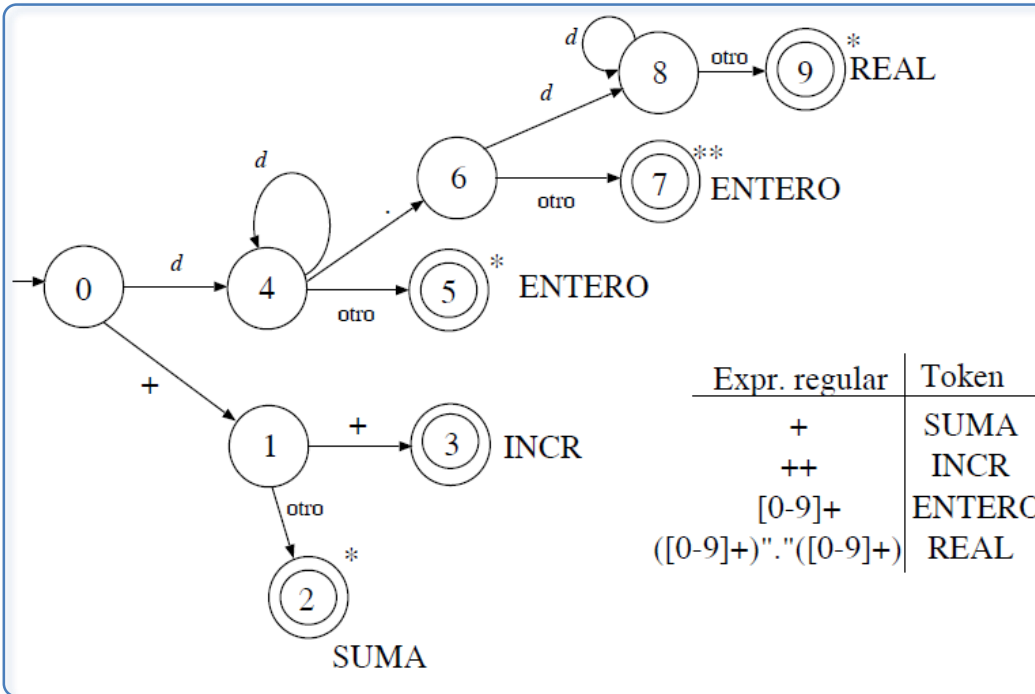 d
8
otro
9
*
REAL
d
6
**
d
otro
7
ENTERO
.
0
d
4
*
otro
5
ENTERO
+
1
+
3
INCR
otro
*
2
SUMA
Expr. regular Token
+ SUMA
++ INCR
[0-9]+ ENTERO
([0-9]+)"."([0-9]+) REAL